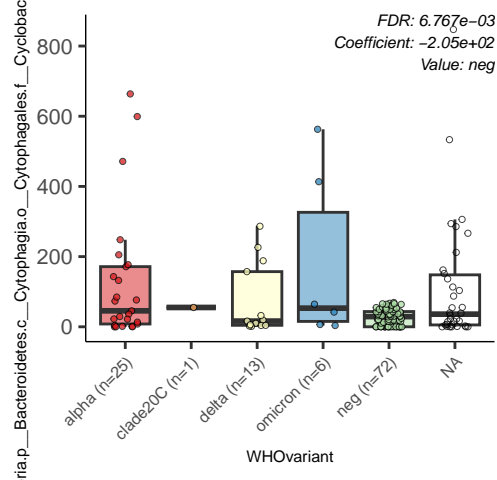 ria.p__Bacteroidetes.c__Cytophagia.o__Cytophagales.f__Cyclobac
FDR: 6.767e−03
Coefficient: −2.05e+02
Value: neg
800
600
400
200
0
alpha (n=25)
clade20C (n=1)
delta (n=13)
omicron (n=6)
neg (n=72)
NA
WHOvariant